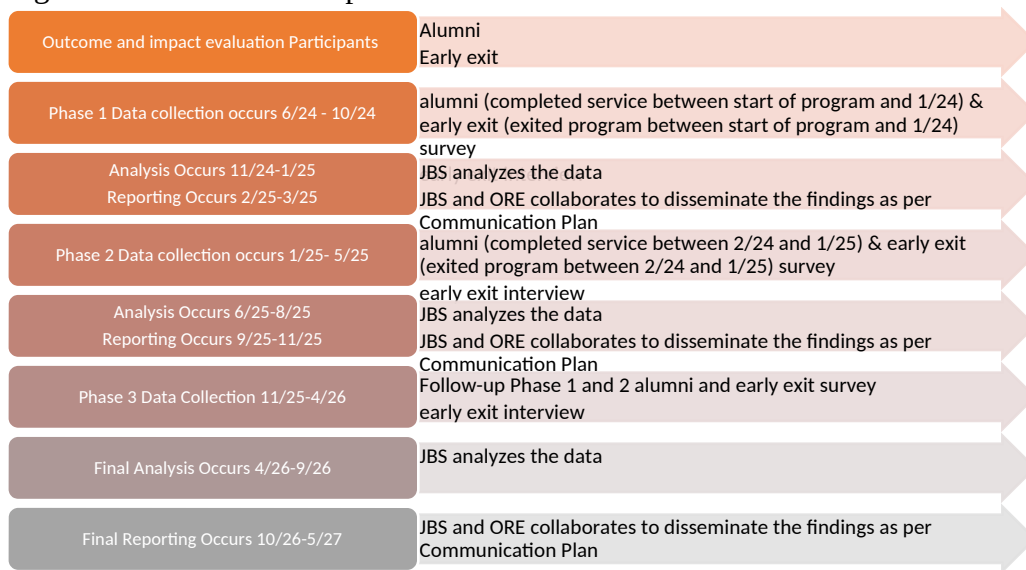 Outcome and impact evaluation Participants
Alumni
Early exit
Phase 1 Data collection occurs 6/24 - 10/24
alumni (completed service between start of program and 1/24) &
early exit (exited program between start of program and 1/24)
survey
Analysis Occurs 11/24-1/25
Reporting Occurs 2/25-3/25
JBS analyzes the data
JBS and ORE collaborates to disseminate the findings as per
Communication Plan
Phase 2 Data collection occurs 1/25- 5/25
alumni (completed service between 2/24 and 1/25) & early exit
(exited program between 2/24 and 1/25) survey
early exit interview
Analysis Occurs 6/25-8/25
Reporting Occurs 9/25-11/25
JBS analyzes the data
JBS and ORE collaborates to disseminate the findings as per
Communication Plan
Phase 3 Data Collection 11/25-4/26
Follow-up Phase 1 and 2 alumni and early exit survey
early exit interview
Final Analysis Occurs 4/26-9/26
JBS analyzes the data
Final Reporting Occurs 10/26-5/27
JBS and ORE collaborates to disseminate the findings as per
Communication Plan